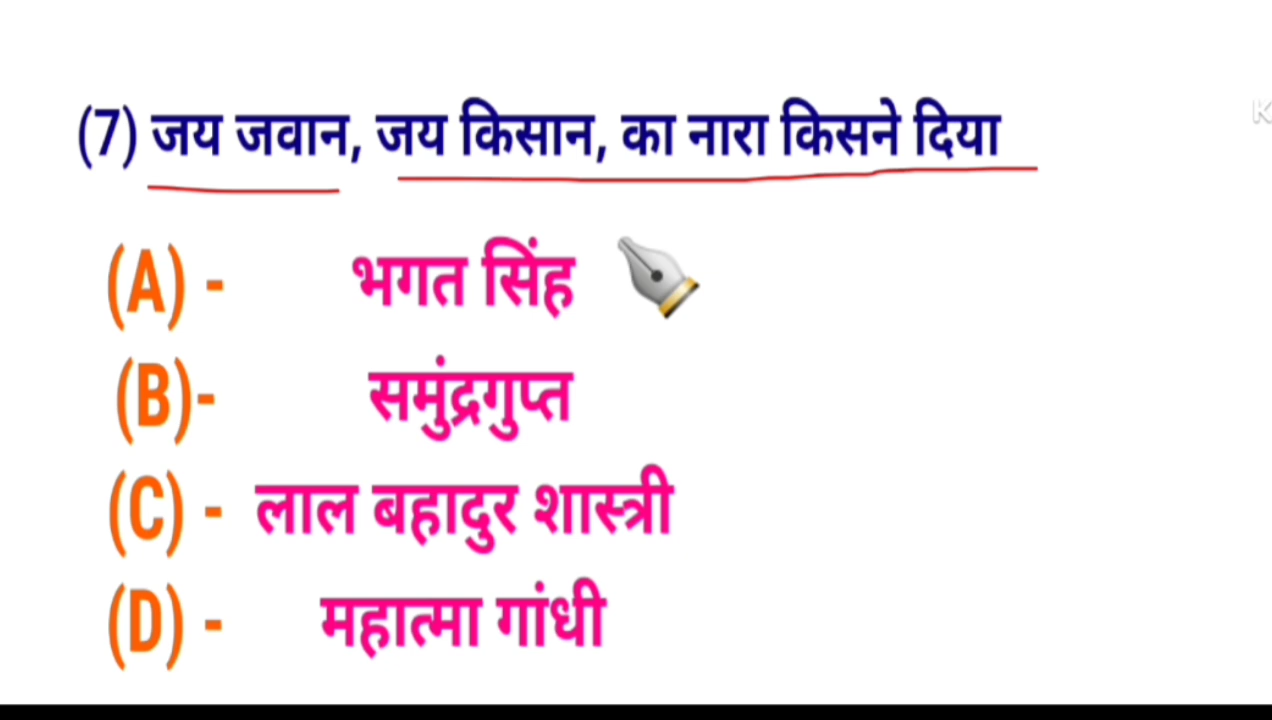 (7) जय जवान, जय किसान, का नारा किसने दिया
(A) - भगत सिंह
(B)- समुंद्रगुप्त
(C) - लाल बहादुर शास्त्री
(D) - महात्मा गांधी